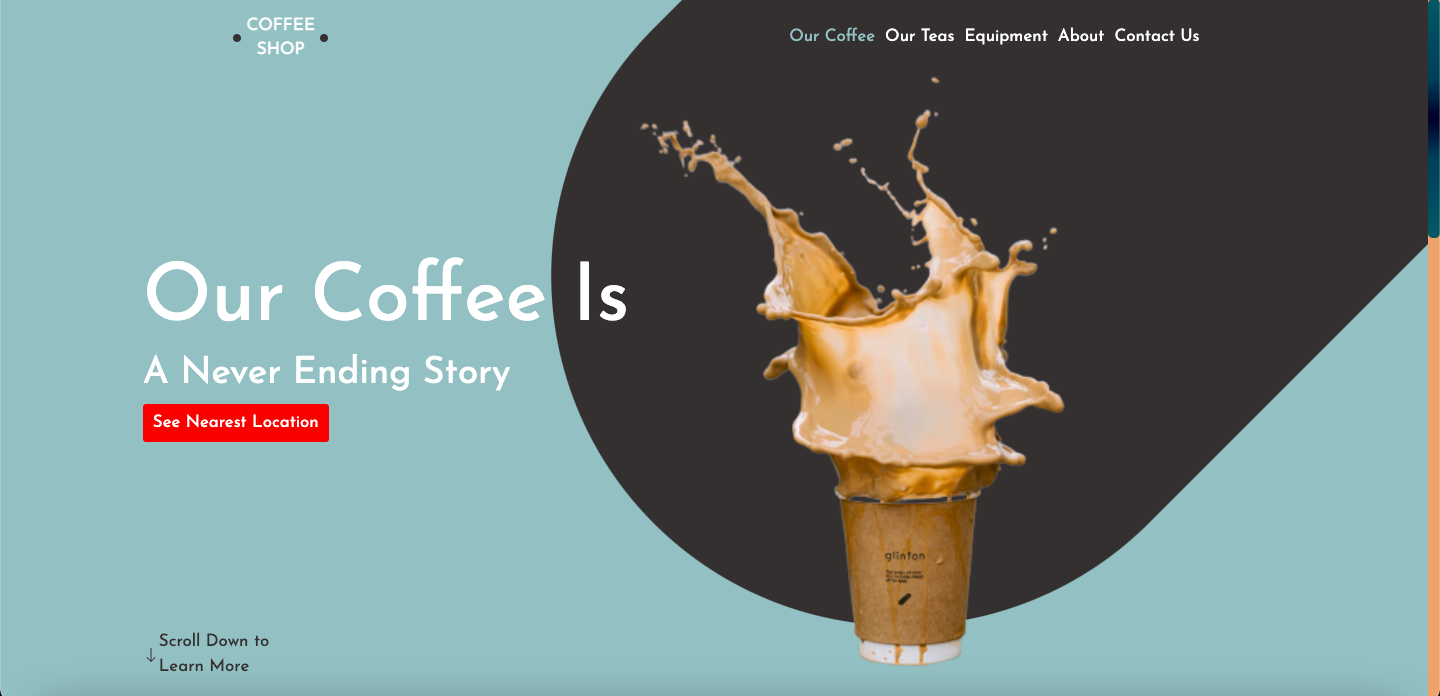 COFFEE
SHOP
Our Coffee Our Teas Equipment About Contact Us
Our Coffee Is
A Never Ending Story
See Nearest Location
glinfon
Scroll Down to
Learn More